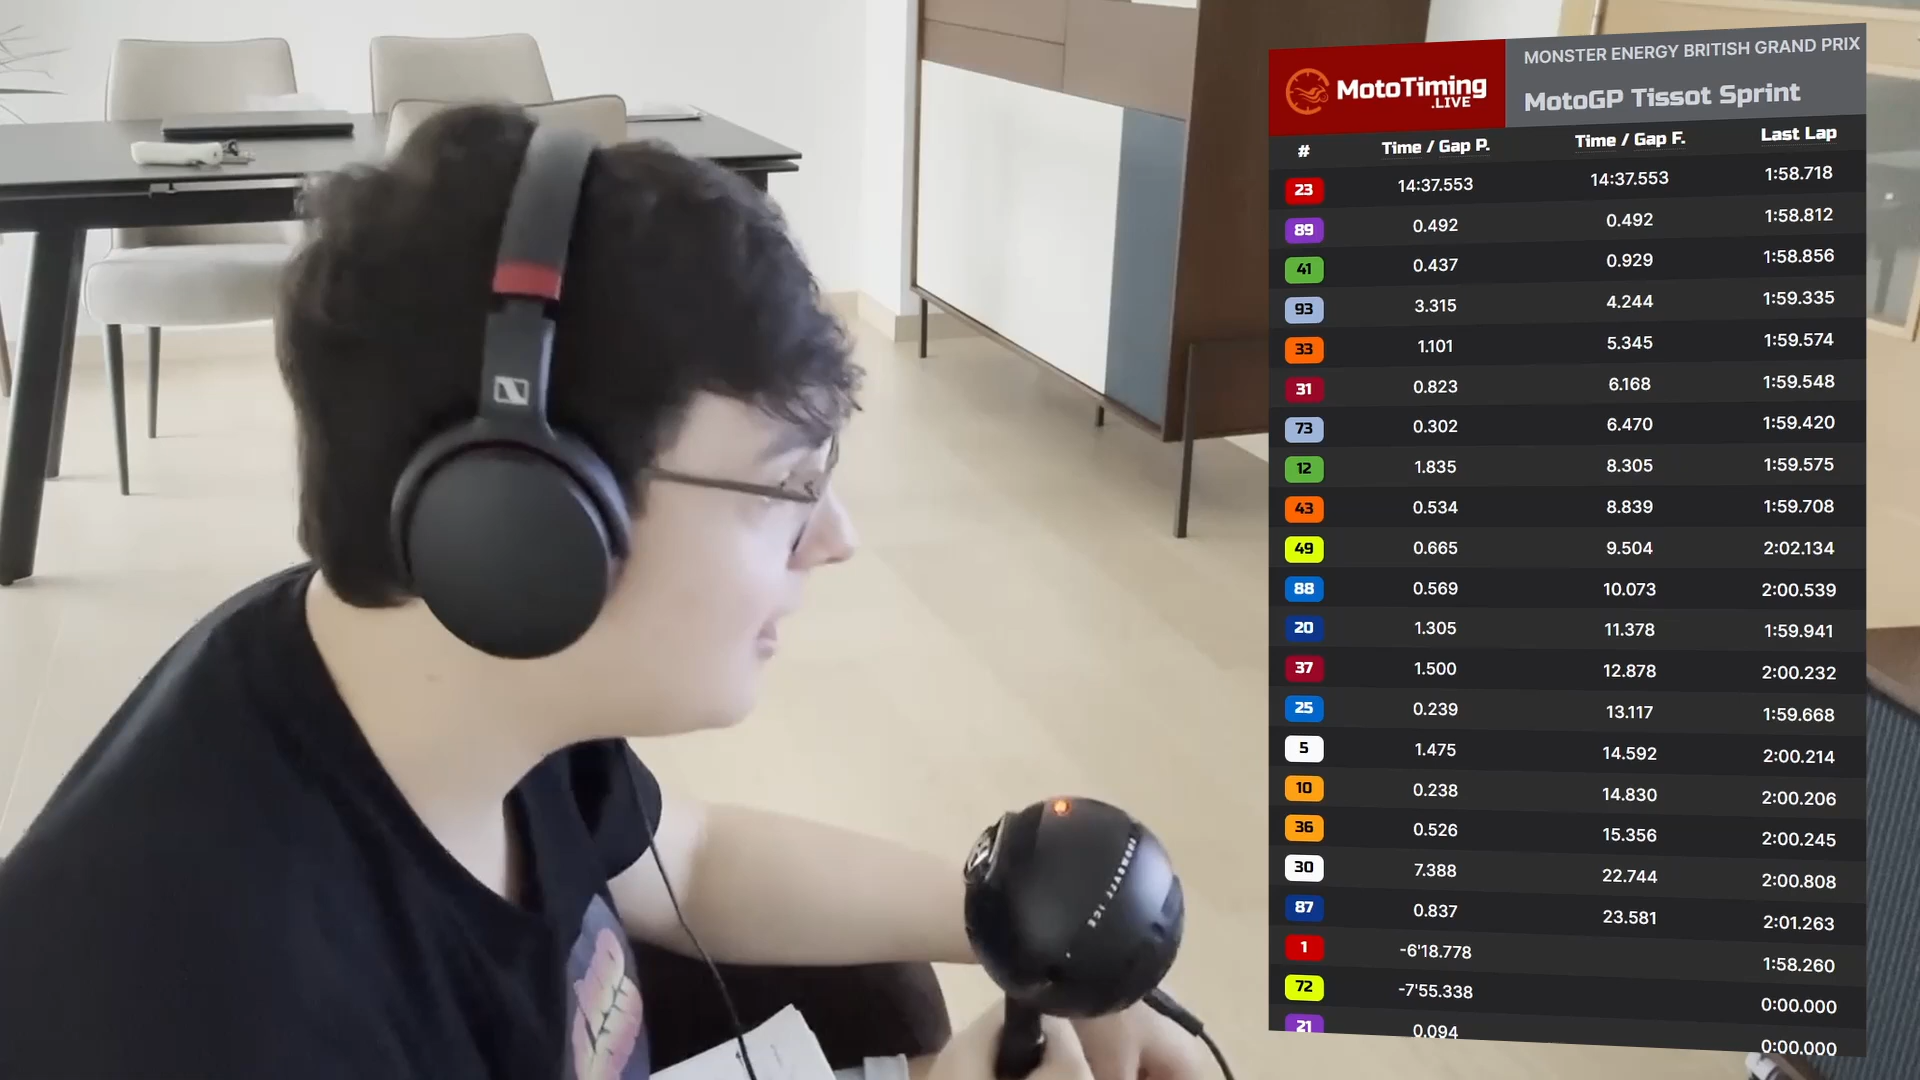 MotoTiming
.LIVE
MONSTER ENERGY BRITISH GRAND PRIX
MotoGP Tissot Sprint
# Time / Gap P. Time / Gap F. Last Lap
23 14:37.553 14:37.553 1:58.718
89 0.492 0.492 1:58.812
41 0.437 0.929 1:58.856
93 3.315 4.244 1:59.335
33 1.101 5.345 1:59.574
31 0.823 6.168 1:59.548
73 0.302 6.470 1:59.420
12 1.835 8.305 1:59.575
43 0.534 8.839 1:59.708
49 0.665 9.504 2:02.134
88 0.569 10.073 2:00.539
20 1.305 11.378 1:59.941
37 1.500 12.878 2:00.232
25 0.239 13.117 1:59.668
5 1.475 14.592 2:00.214
10 0.238 14.830 2:00.206
36 0.526 15.356 2:00.245
30 7.388 22.744 2:00.808
87 0.837 23.581 2:01.263
1 -6'18.778 1:58.260
72 -7'55.338 0:00.000
21 0.094 0:00.000